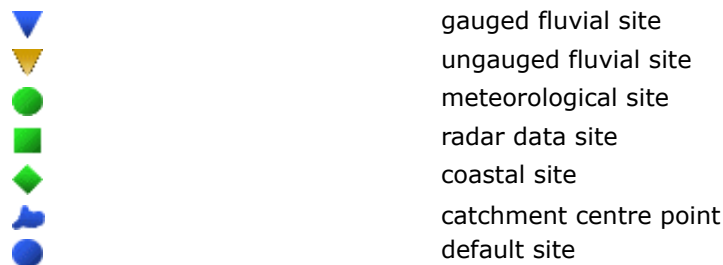 gauged fluvial site
ungauged fluvial site
meteorological site
radar data site
coastal site
catchment centre point
default site